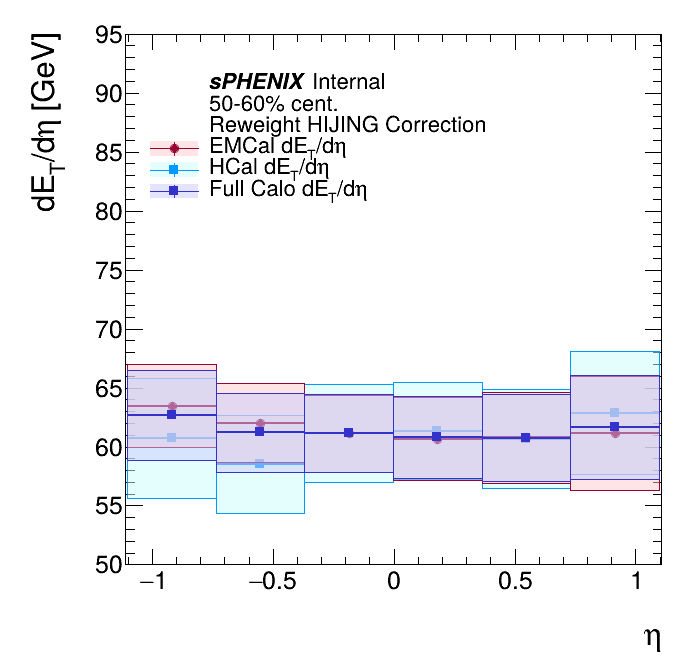 dE_T/dη [GeV]
95
90
85
80
75
70
65
60
55
50
sPHENIX Internal
50-60% cent.
Reweight HIJING Correction
EMCal dE_T/dη
HCal dE_T/dη
Full Calo dE_T/dη
−1
−0.5
0
0.5
1
η